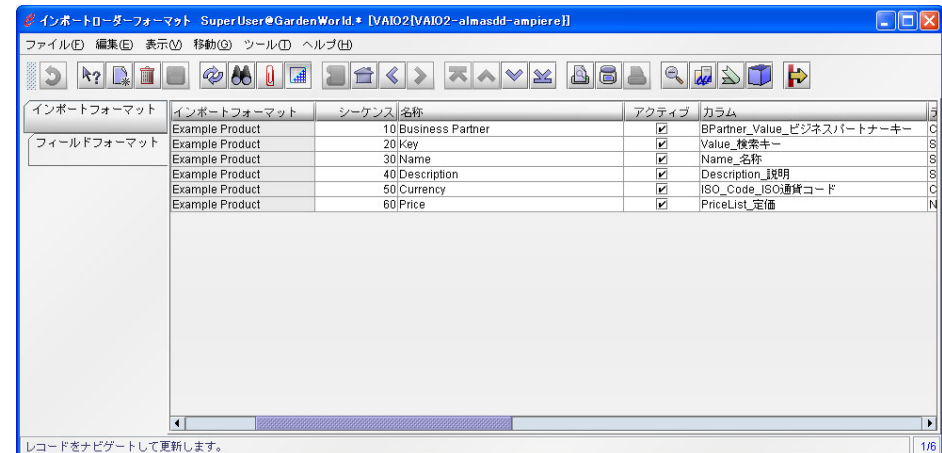 インポートローダーフォーマット SuperUser@GardenWorld.* [VAIO2{VAIO2-almasdd-ampiere}]
ファイル(F) 編集(E) 表示(V) 移動(G) ツール(T) ヘルプ(H)
インポートフォーマット
フィールドフォーマット
インポートフォーマット シーケンス 名称 アクティブ カラム
Example Product 10 Business Partner BPartner_Value_ビジネスパートナーキー C
Example Product 20 Key Value_検索キー S
Example Product 30 Name Name_名称 S
Example Product 40 Description Description_説明 S
Example Product 50 Currency ISO_Code_ISO通貨コード C
Example Product 60 Price PriceList_定価 N
レコードをナビゲートして更新します。 1/6